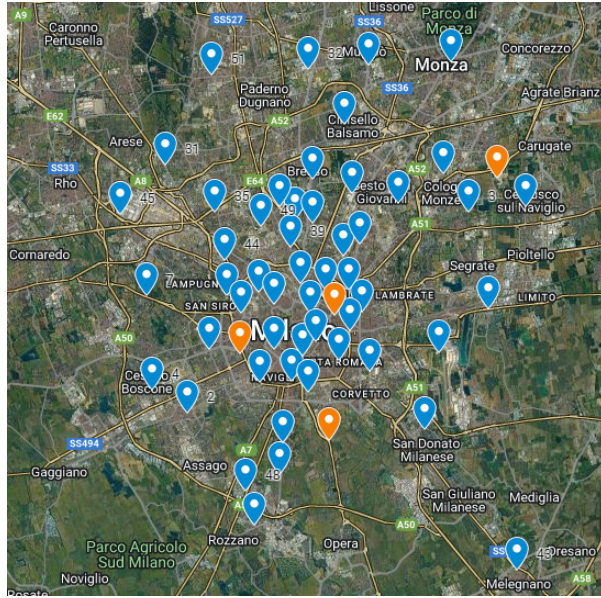 A9
Caronno
Pertusella
SS527
SS36
Lissone
Parco di
Monza
51
32
Mu
Monza
Concorezzo
SS36
E62
Paderno
Dugnano
Agrate Brianz
A52
Cinisello
Balsamo
Arese
31
Carugate
SS33
Rho
A8
E64
Bresso
A52
45
35
49
Sesto
Giovanni
Cologno
Monzese
3
Cernusco
sul Naviglio
44
39
A51
Cornaredo
Pioltello
7
LAMPUGN
Segrate
SAN SIRO
LAMBRATE
LIMITO
A50
4
Boscone
NAVIGLI
TA ROMANA
CORVETTO
A51
2
SS494
A7
San Donato
Milanese
Gaggiano
Assago
48
San Giuliano
Milanese
Mediglia
A50
Rozzano
Opera
Parco Agricolo
Sud Milano
Dresano
Noviglio
Melegnano
A58
Rosate